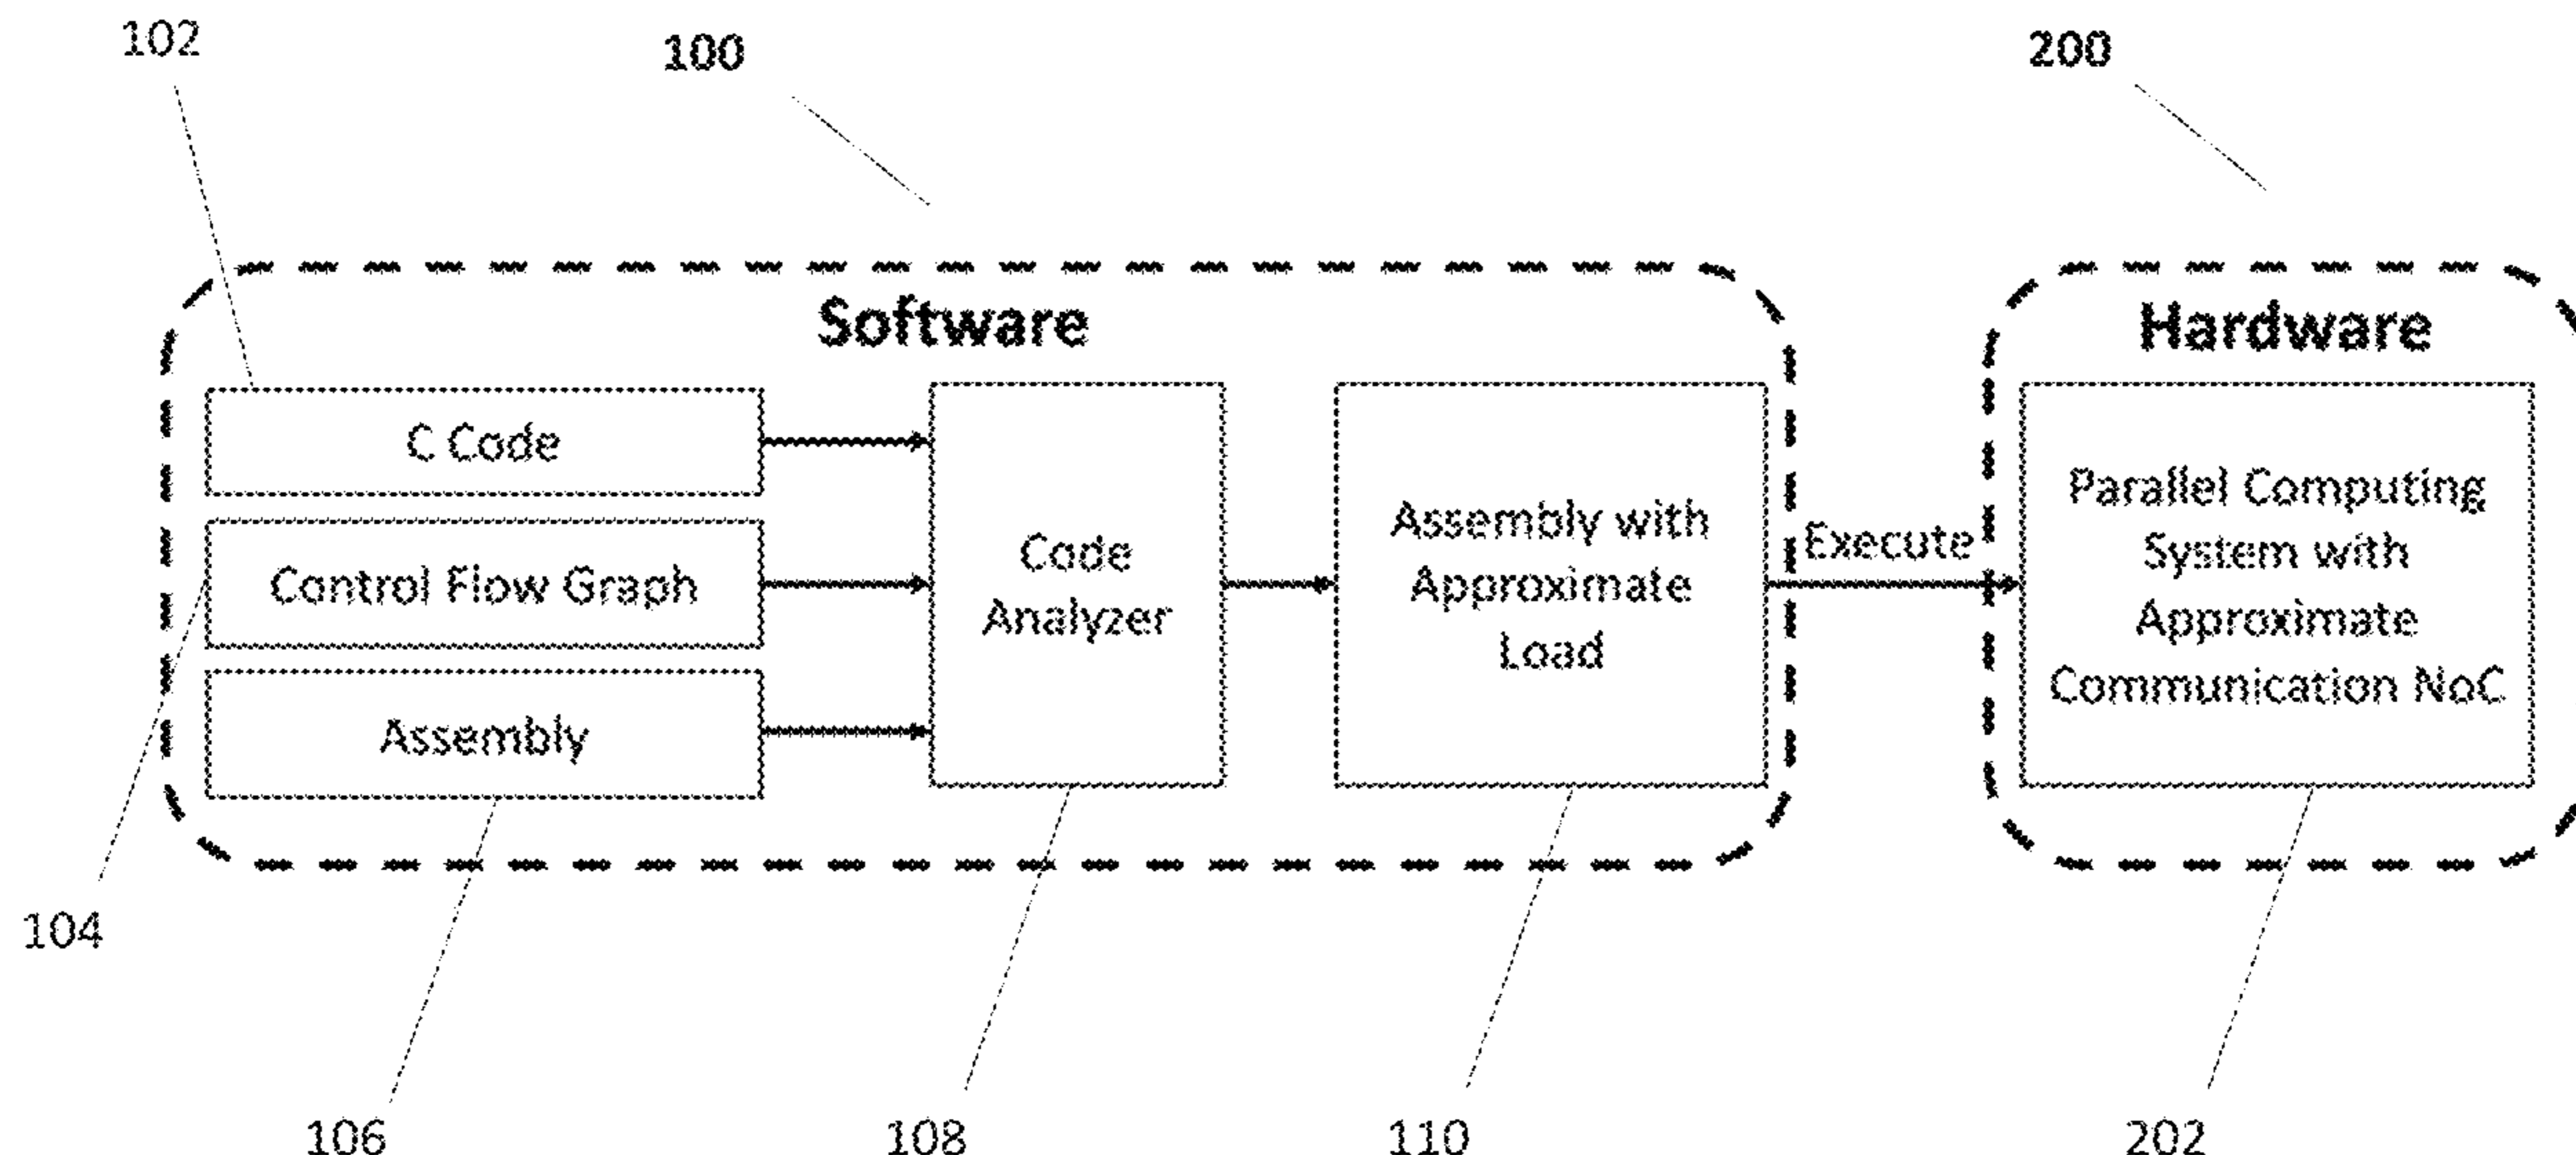 102
100
200
Software
Hardware
C Code
Control Flow Graph
Assembly
Code
Analyzer
Assembly with
Approximate
Load
Execute
Parallel Computing
System with
Approximate
Communication NoC
104
106
108
110
202